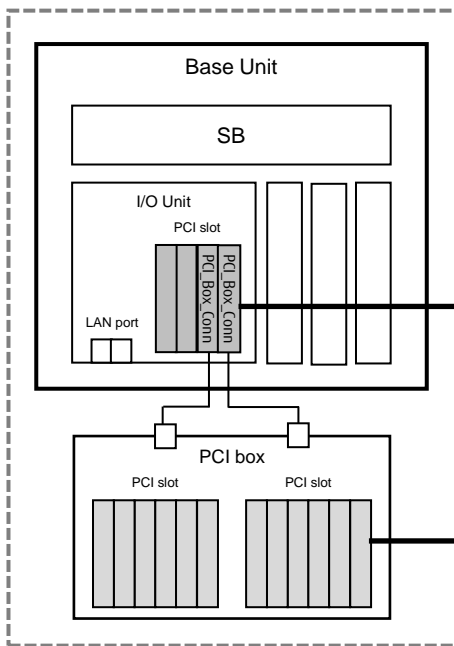 Base Unit
SB
I/O Unit
PCI slot
PCI_Box_Conn
PCI_Box_Conn
LAN port
PCI box
PCI slot
PCI slot